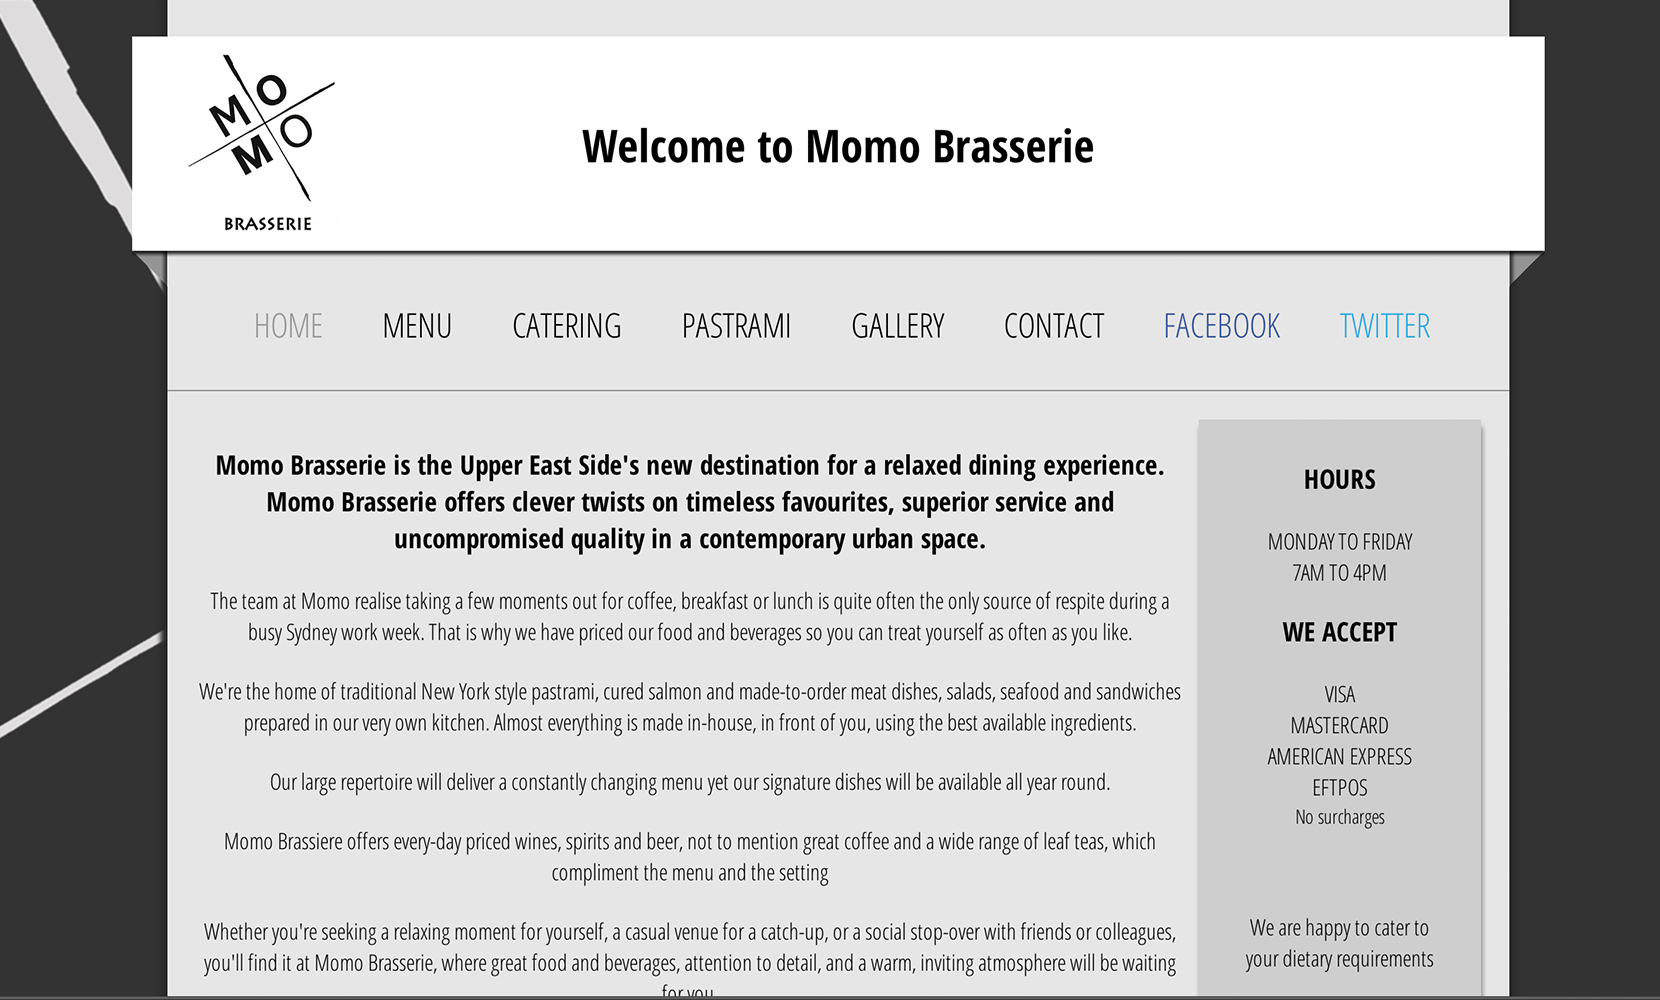 MOMO
BRASSERIE
Welcome to Momo Brasserie
HOME MENU CATERING PASTRAMI GALLERY CONTACT FACEBOOK TWITTER
Momo Brasserie is the Upper East Side's new destination for a relaxed dining experience.
Momo Brasserie offers clever twists on timeless favourites, superior service and
uncompromised quality in a contemporary urban space.
The team at Momo realise taking a few moments out for coffee, breakfast or lunch is quite often the only source of respite during a
busy Sydney work week. That is why we have priced our food and beverages so you can treat yourself as often as you like.
We're the home of traditional New York style pastrami, cured salmon and made-to-order meat dishes, salads, seafood and sandwiches
prepared in our very own kitchen. Almost everything is made in-house, in front of you, using the best available ingredients.
Our large repertoire will deliver a constantly changing menu yet our signature dishes will be available all year round.
Momo Brassiere offers every-day priced wines, spirits and beer, not to mention great coffee and a wide range of leaf teas, which
compliment the menu and the setting
Whether you're seeking a relaxing moment for yourself, a casual venue for a catch-up, or a social stop-over with friends or colleagues,
you'll find it at Momo Brasserie, where great food and beverages, attention to detail, and a warm, inviting atmosphere will be waiting
for you
HOURS
MONDAY TO FRIDAY
7AM TO 4PM
WE ACCEPT
VISA
MASTERCARD
AMERICAN EXPRESS
EFTPOS
No surcharges
We are happy to cater to
your dietary requirements